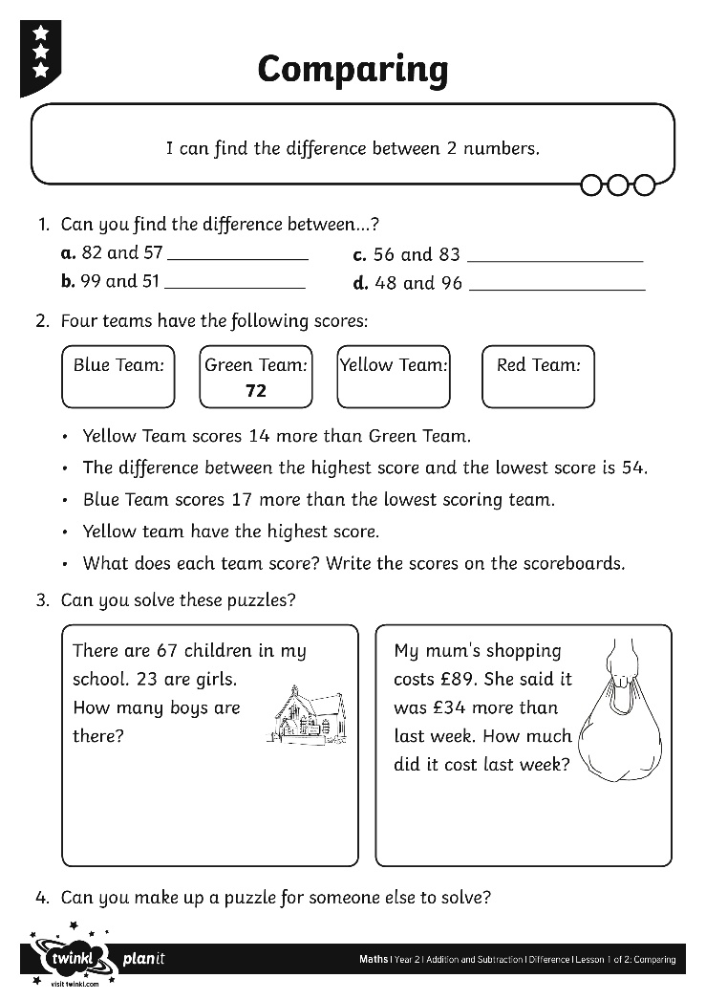 Comparing
I can find the difference between 2 numbers.
1. Can you find the difference between...?
a. 82 and 57 ____________
c. 56 and 83 ____________
b. 99 and 51 ____________
d. 48 and 96 ____________
2. Four teams have the following scores:
Blue Team:
Green Team:
72
Yellow Team:
Red Team:
• Yellow Team scores 14 more than Green Team.
• The difference between the highest score and the lowest score is 54.
• Blue Team scores 17 more than the lowest scoring team.
• Yellow team have the highest score.
• What does each team score? Write the scores on the scoreboards.
3. Can you solve these puzzles?
There are 67 children in my
school. 23 are girls.
How many boys are
there?
My mum's shopping
costs £89. She said it
was £34 more than
last week. How much
did it cost last week?
4. Can you make up a puzzle for someone else to solve?
twinkl
planit
visit twinkl.com
Maths | Year 2 | Addition and Subtraction | Difference | Lesson 1 of 2: Comparing